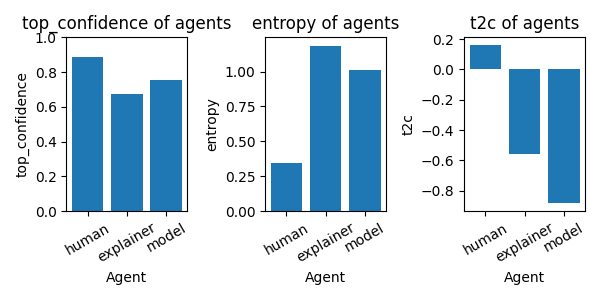 top_confidence of agents
top_confidence
1.0
0.8
0.6
0.4
0.2
0.0
human
explainer
model
Agent
entropy of agents
entropy
1.00
0.75
0.50
0.25
0.00
human
explainer
model
Agent
t2c of agents
t2c
0.2
0.0
−0.2
−0.4
−0.6
−0.8
human
explainer
model
Agent